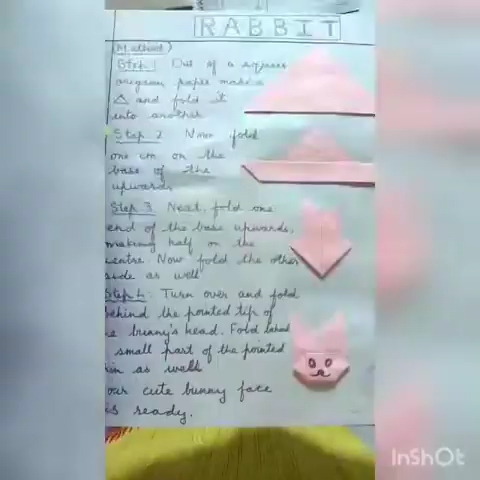 RABBIT
(Method)
Step 1 Out of a square
origami paper make a
△ and fold it
into another
Step 2 Now fold
one cm on the
base of the
upwards
Step 3 Next, fold one
end of the base upwards,
making half on the
centre. Now fold the other
side as well
Step 4: Turn over and fold
behind the pointed tip of
bunny's head. Fold behind
small part of the pointed
as well
cute bunny face
is ready.
InShOt